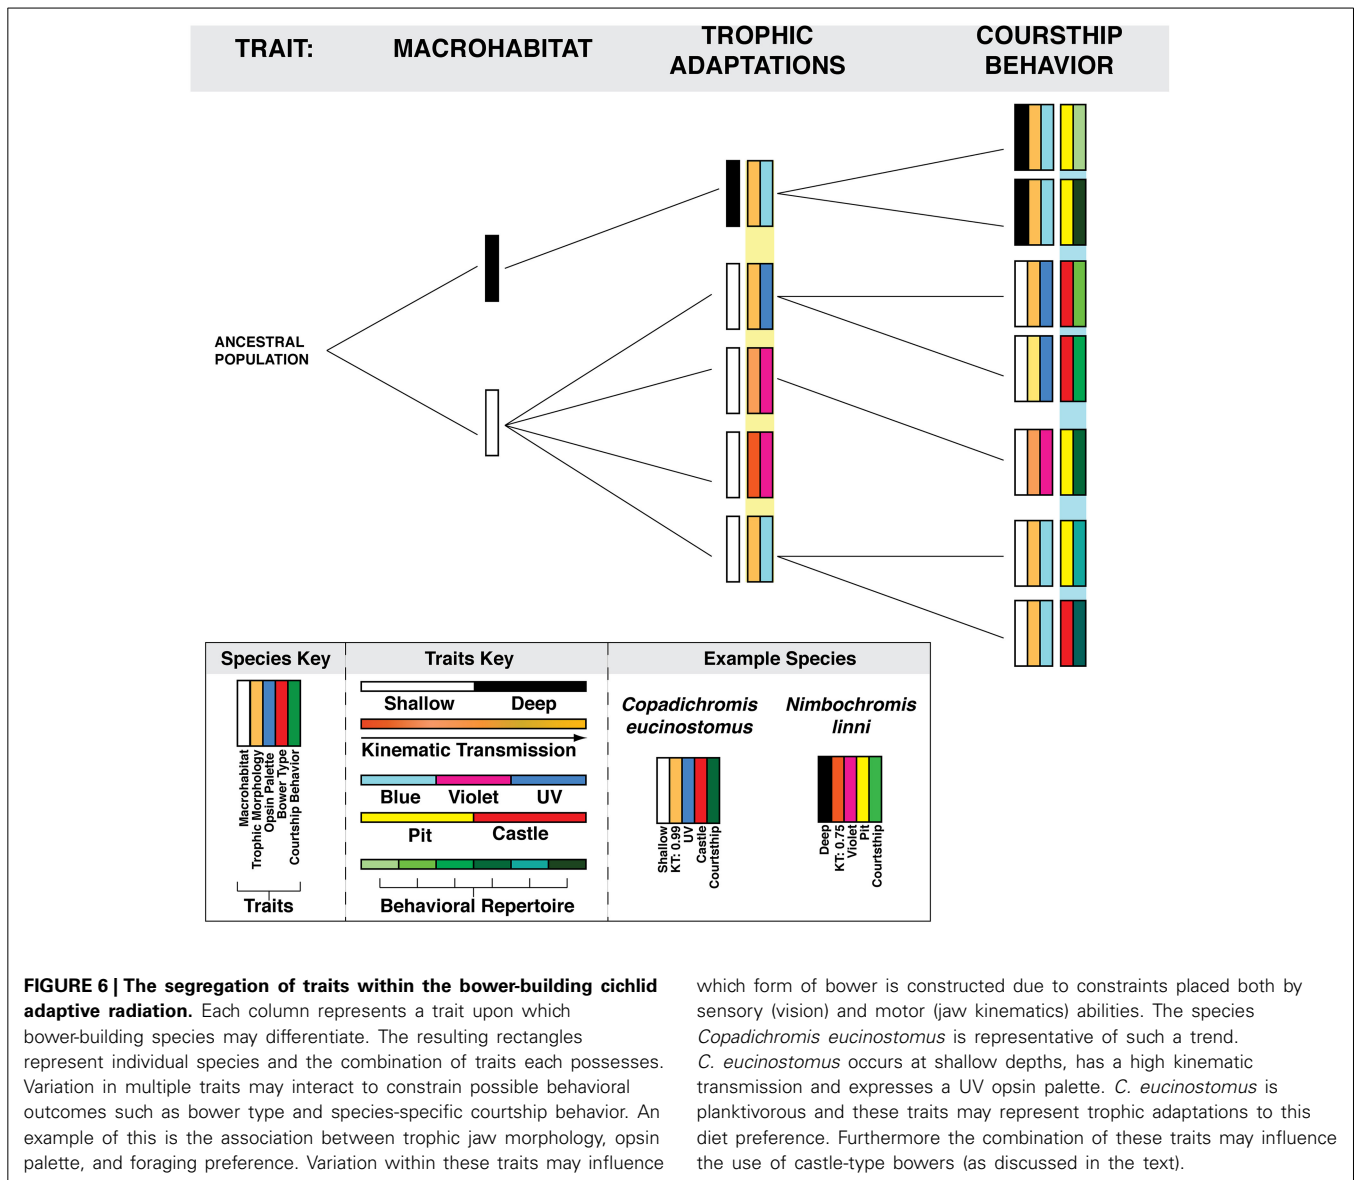 TRAIT:
MACROHABITAT
TROPHIC
ADAPTATIONS
COURSTHIP
BEHAVIOR
ANCESTRAL
POPULATION
Species Key
Macrohabitat
Trophic Morphology
Opsin Palette
Bower Type
Courtship Behavior
Traits
Traits Key
Shallow
Deep
Kinematic Transmission
Blue
Violet
UV
Pit
Castle
Behavioral Repertoire
Example Species
Copadichromis
eucinostomus
Shallow
KT: 0.99
UV
Castle
Courtship
Nimbochromis
linni
Deep
KT: 0.75
Violet
Pit
Courtsthip
FIGURE 6 | The segregation of traits within the bower-building cichlid
adaptive radiation. Each column represents a trait upon which
bower-building species may differentiate. The resulting rectangles
represent individual species and the combination of traits each possesses.
Variation in multiple traits may interact to constrain possible behavioral
outcomes such as bower type and species-specific courtship behavior. An
example of this is the association between trophic jaw morphology, opsin
palette, and foraging preference. Variation within these traits may influence
which form of bower is constructed due to constraints placed both by
sensory (vision) and motor (jaw kinematics) abilities. The species
Copadichromis eucinostomus is representative of such a trend.
C. eucinostomus occurs at shallow depths, has a high kinematic
transmission and expresses a UV opsin palette. C. eucinostomus is
planktivorous and these traits may represent trophic adaptations to this
diet preference. Furthermore the combination of these traits may influence
the use of castle-type bowers (as discussed in the text).